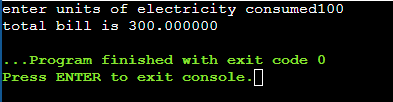 enter units of electricity consumed100
total bill is 300.000000
...Program finished with exit code 0
Press ENTER to exit console.